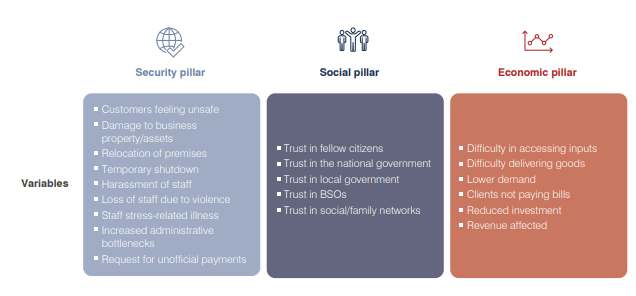 Security pillar
Social pillar
Economic pillar
Variables
▪ Customers feeling unsafe
▪ Damage to business
property/assets
▪ Relocation of premises
▪ Temporary shutdown
▪ Harassment of staff
▪ Loss of staff due to violence
▪ Staff stress-related illness
▪ Increased administrative
bottlenecks
▪ Request for unofficial payments
▪ Trust in fellow citizens
▪ Trust in the national government
▪ Trust in local government
▪ Trust in BSOs
▪ Trust in social/family networks
▪ Difficulty in accessing inputs
▪ Difficulty delivering goods
▪ Lower demand
▪ Clients not paying bills
▪ Reduced investment
▪ Revenue affected